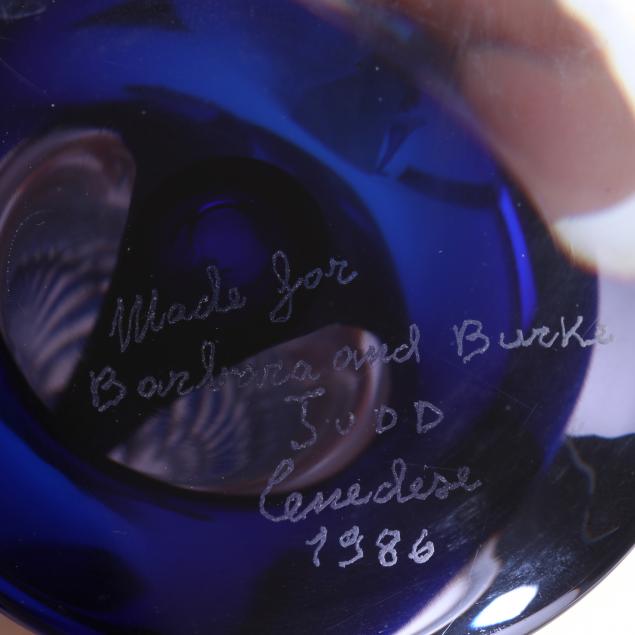 Made for
Barbara and Burke
JUDD
Cenedese
1986